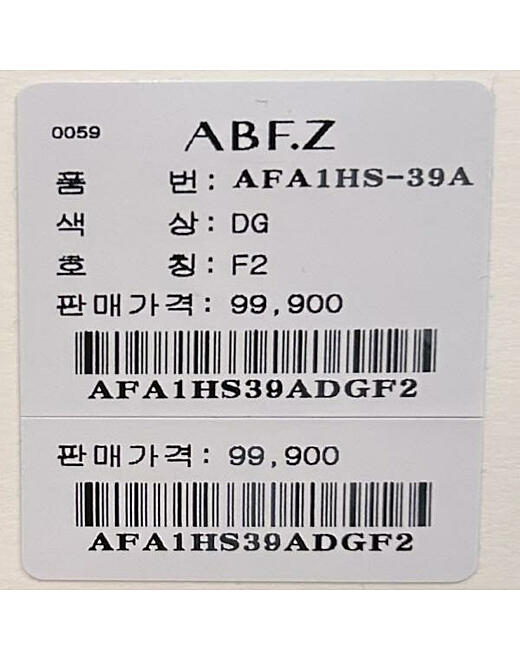 0059 ABF.Z
품 번: AFA1HS-39A
색 상: DG
호 칭: F2
판매가격: 99,900
AFA1HS39ADGF2
판매가격: 99,900
AFA1HS39ADGF2